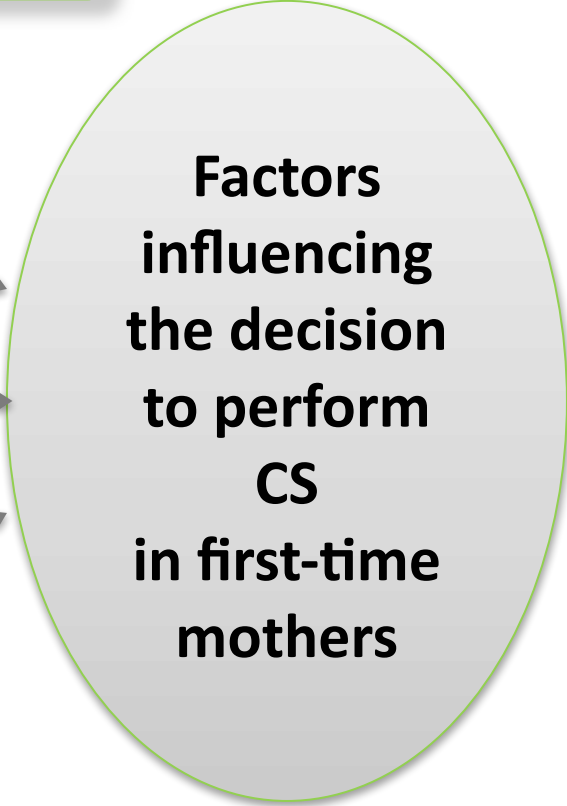 Factors
influencing
the decision
to perform
CS
in first-time
mothers